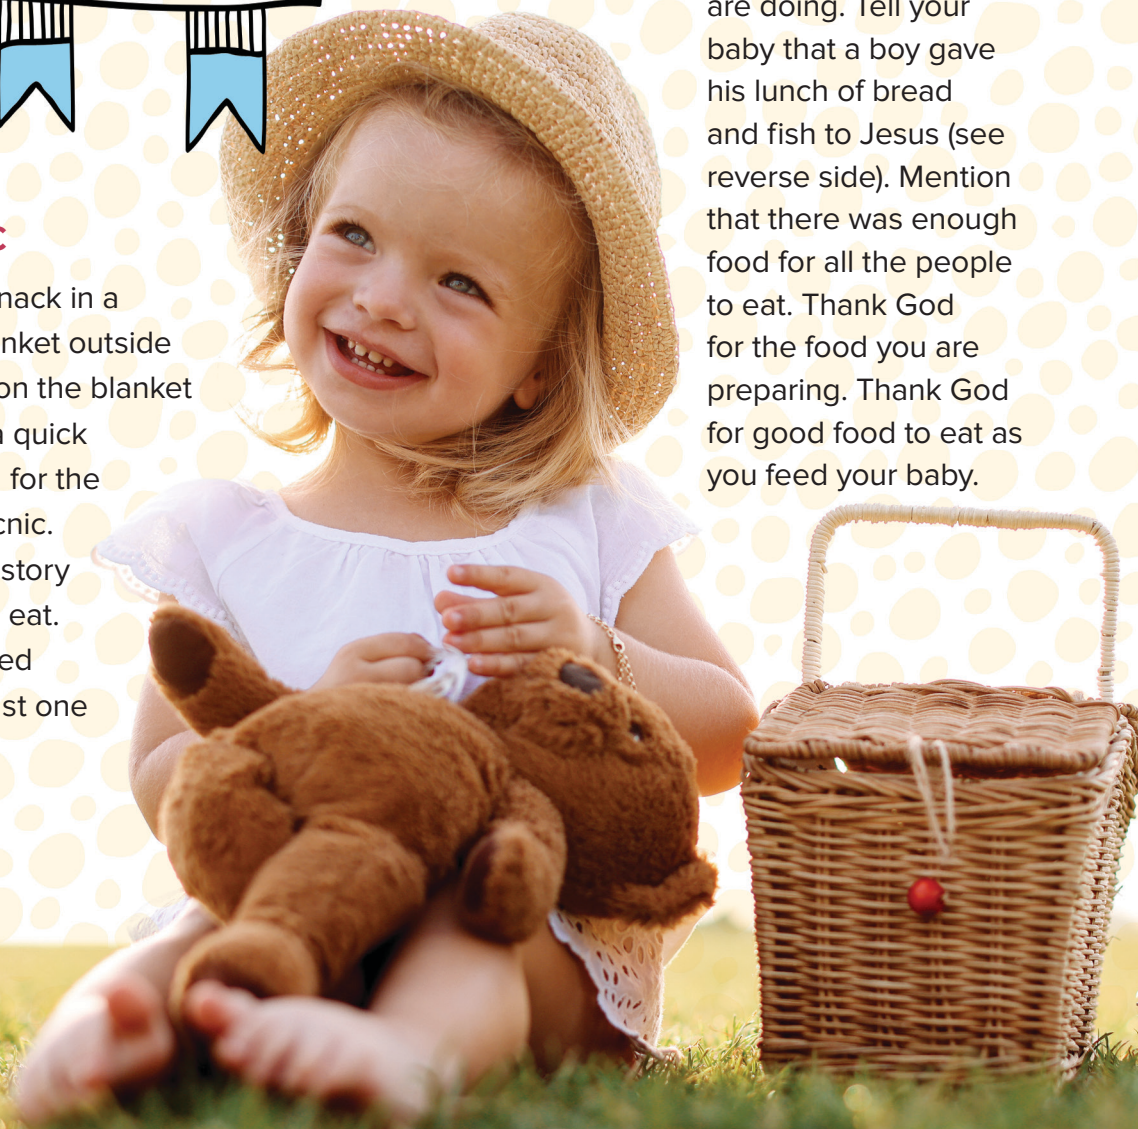 nack in a
nket outside
on the blanket
quick
for the
cnic.
story
eat.
ed
st one
are doing. Tell your
baby that a boy gave
his lunch of bread
and fish to Jesus (see
reverse side). Mention
that there was enough
food for all the people
to eat. Thank God
for the food you are
preparing. Thank God
for good food to eat as
you feed your baby.